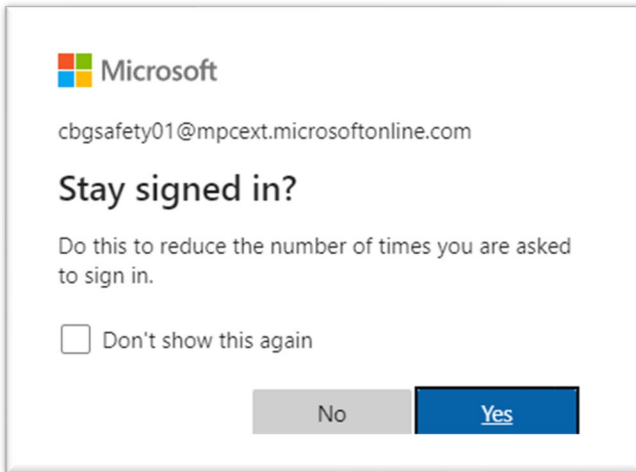 Microsoft
cbgsafety01@mpcext.microsoftonline.com
Stay signed in?
Do this to reduce the number of times you are asked
to sign in.
Don't show this again
No Yes